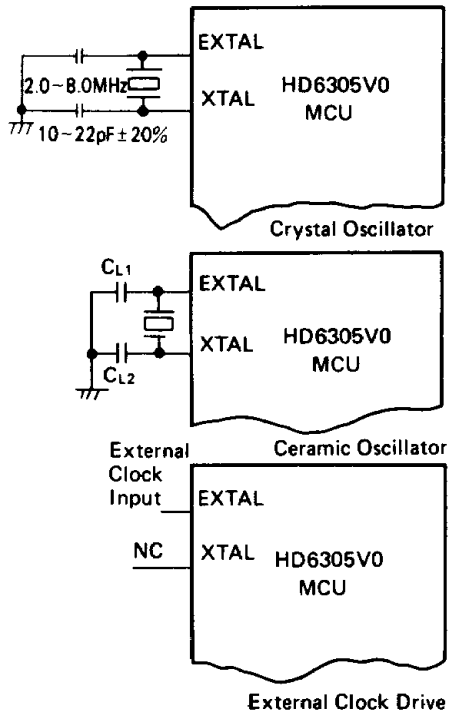 EXTAL
2.0~8.0MHz
XTAL
HD6305V0
MCU
10~22pF±20%
Crystal Oscillator
CL1
EXTAL
XTAL
HD6305V0
MCU
CL2
Ceramic Oscillator
External
Clock
Input
EXTAL
NC
XTAL
HD6305V0
MCU
External Clock Drive